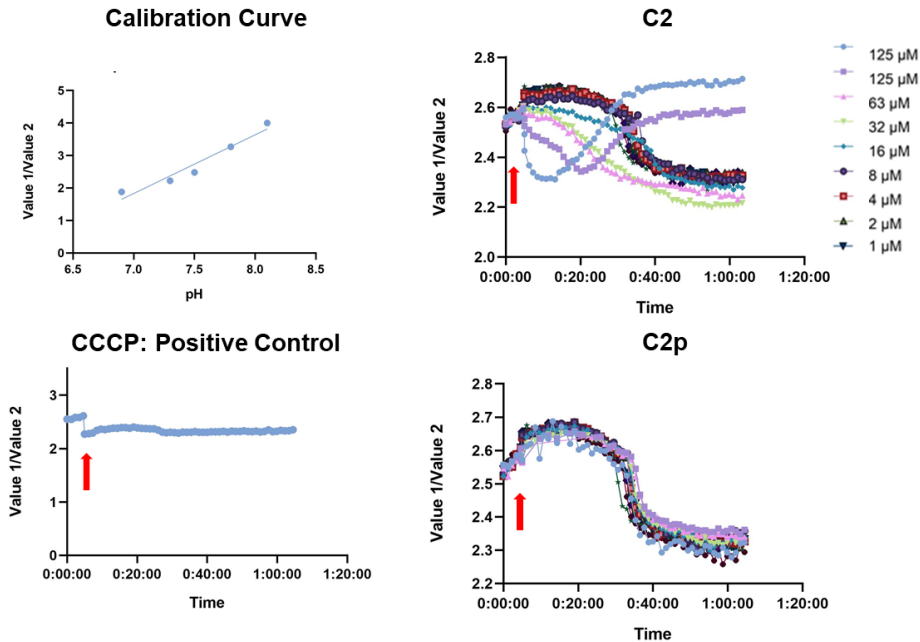 Calibration Curve
Value 1/Value 2
5
4
3
2
1
0
6.5 7.0 7.5 8.0 8.5
pH
C2
Value 1/Value 2
2.8
2.6
2.4
2.2
2.0
0:00:00 0:20:00 0:40:00 1:00:00 1:20:00
Time
125 µM
125 µM
63 µM
32 µM
16 µM
8 µM
4 µM
2 µM
1 µM
CCCP: Positive Control
Value 1/Value 2
3
2
1
0
0:00:00 0:20:00 0:40:00 1:00:00 1:20:00
Time
C2p
Value 1/Value 2
2.8
2.7
2.6
2.5
2.4
2.3
2.2
0:00:00 0:20:00 0:40:00 1:00:00 1:20:00
Time